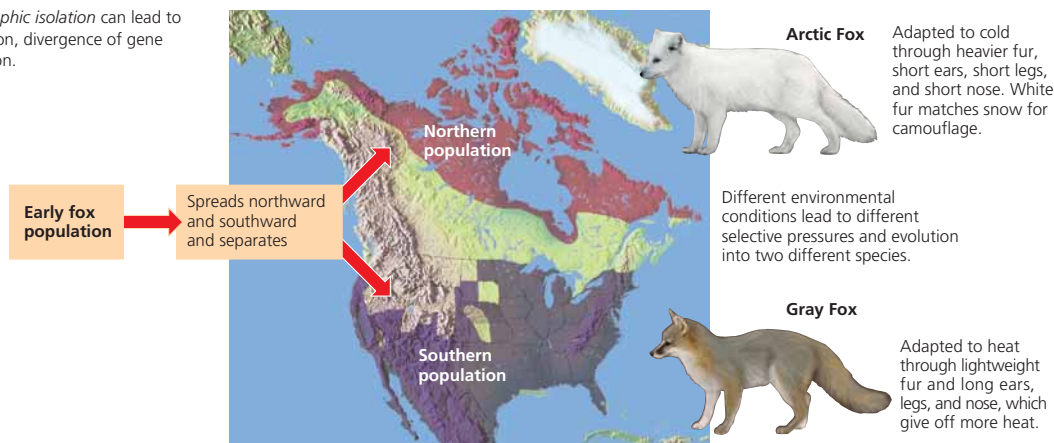 phic isolation can lead to
on, divergence of gene
on.
Early fox
population
Spreads northward
and southward
and separates
Northern
population
Southern
population
Arctic Fox
Adapted to cold
through heavier fur,
short ears, short legs,
and short nose. White
fur matches snow for
camouflage.
Different environmental
conditions lead to different
selective pressures and evolution
into two different species.
Gray Fox
Adapted to heat
through lightweight
fur and long ears,
legs, and nose, which
give off more heat.